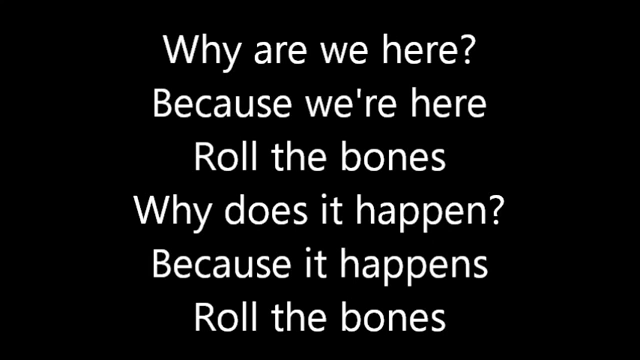 Why are we here?
Because we're here
Roll the bones
Why does it happen?
Because it happens
Roll the bones